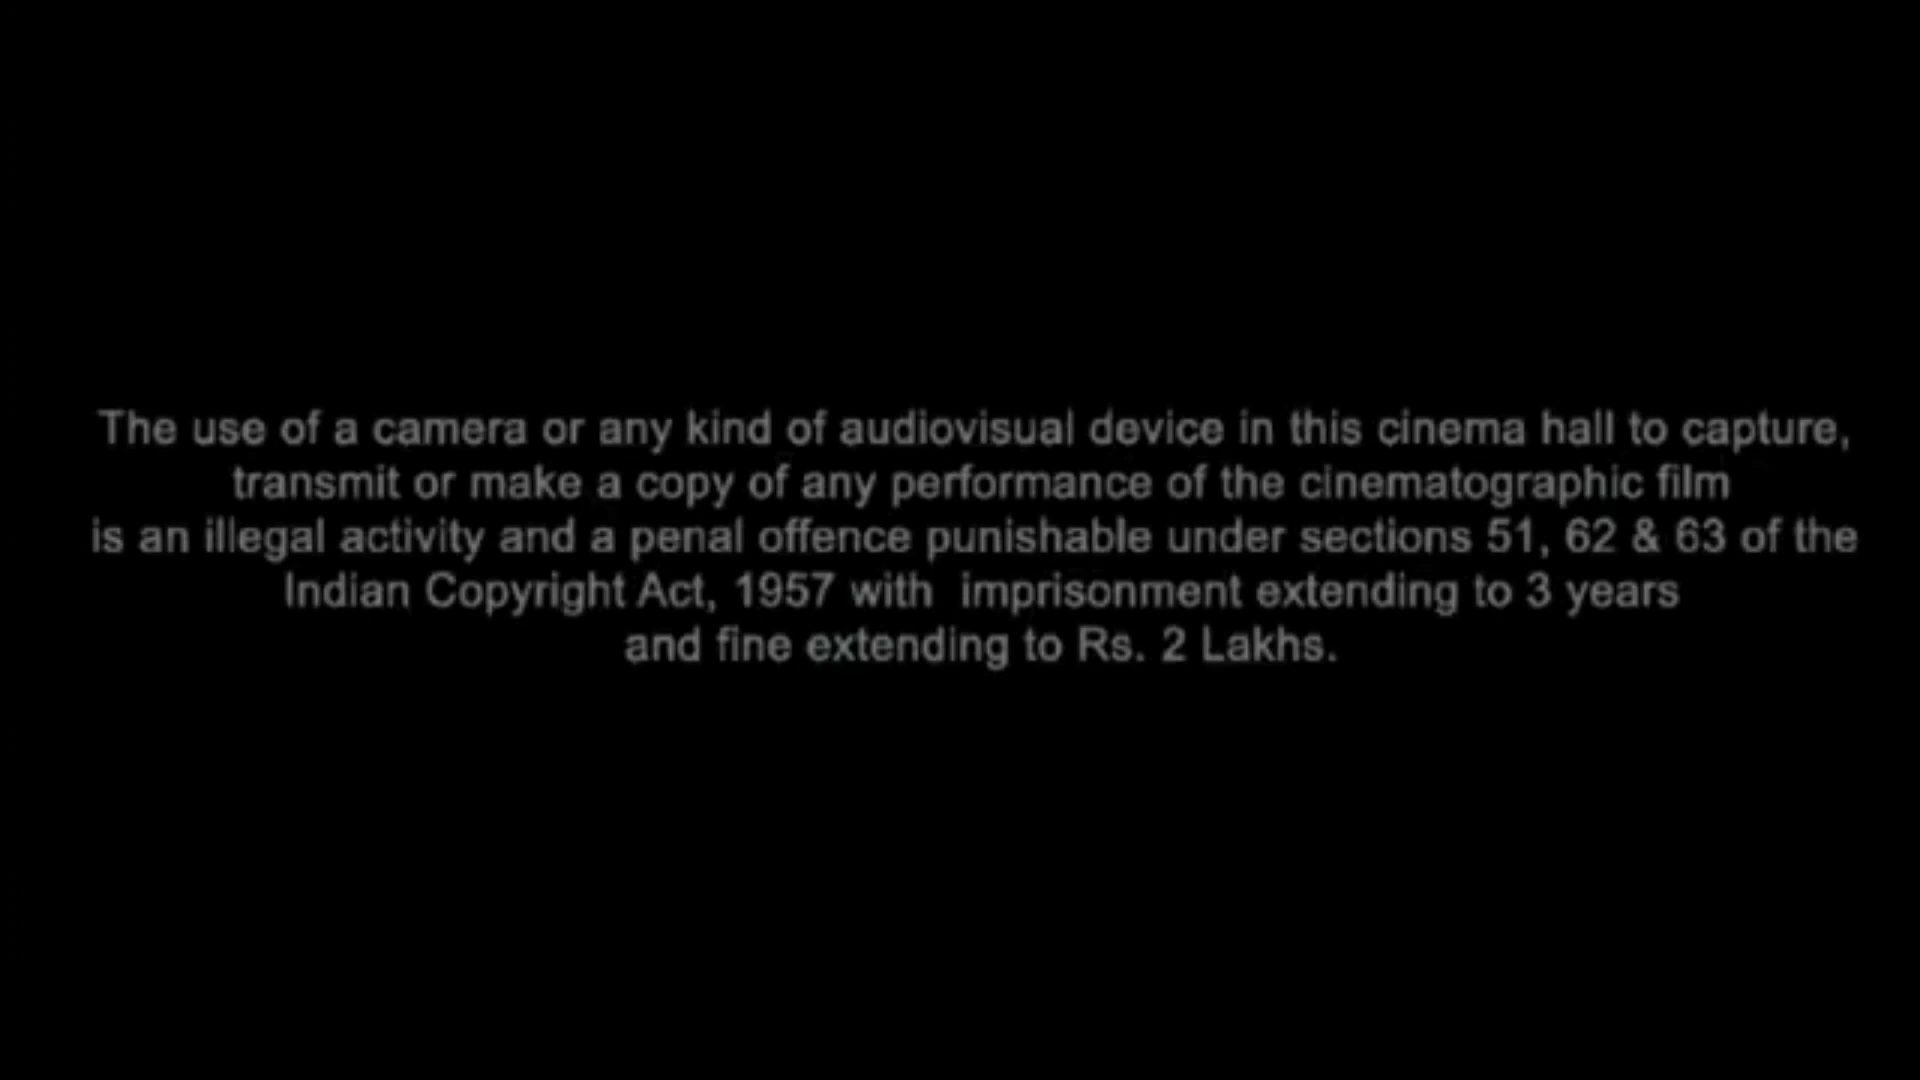 The use of a camera or any kind of audiovisual device in this cinema hall to capture,
transmit or make a copy of any performance of the cinematographic film
is an illegal activity and a penal offence punishable under sections 51, 62 & 63 of the
Indian Copyright Act, 1957 with  imprisonment extending to 3 years
and fine extending to Rs. 2 Lakhs.